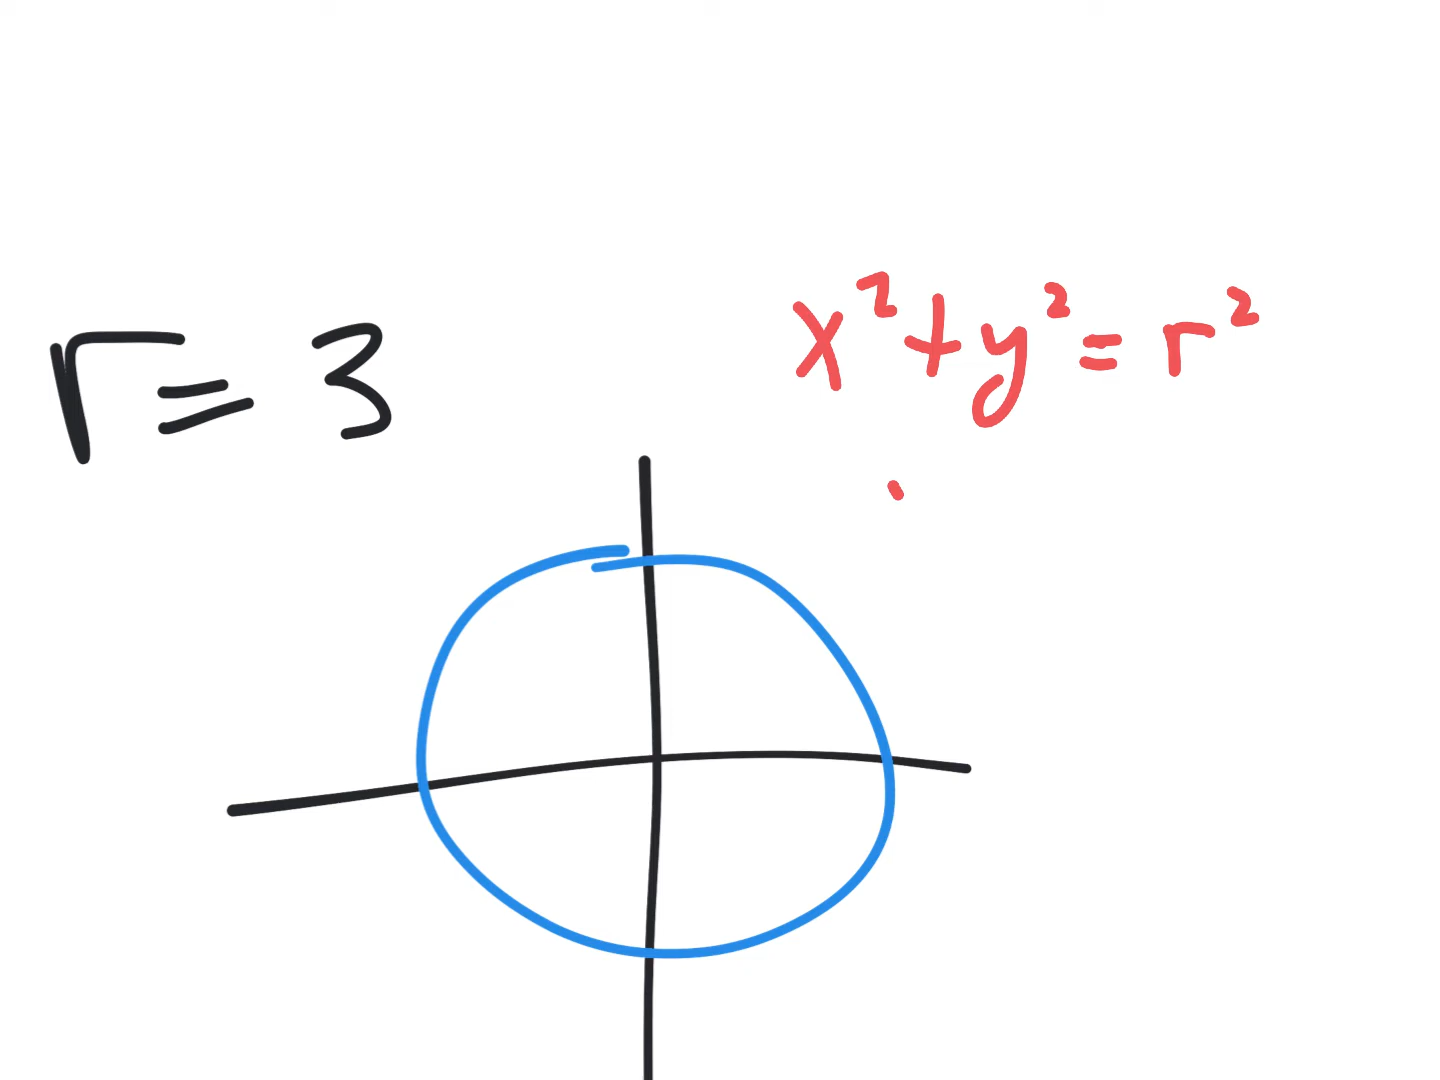 r = 3
x² + y² = r²